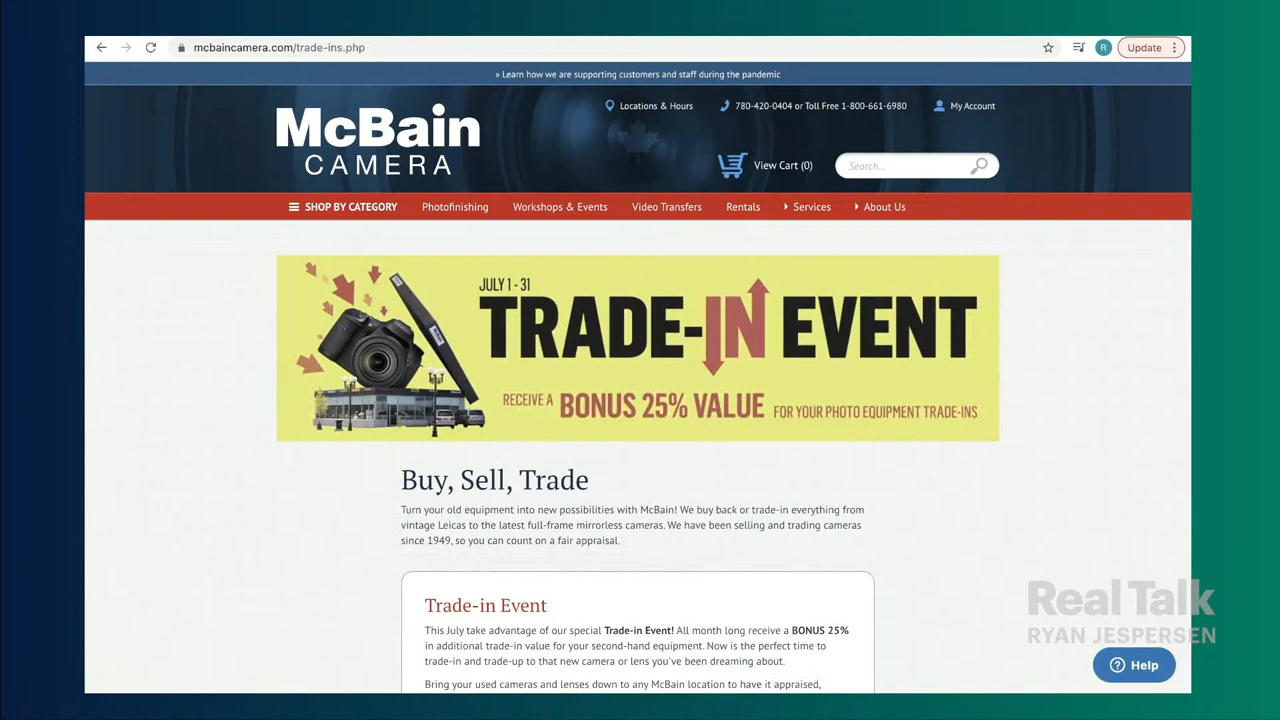 mcbaincamera.com/trade-ins.php
R
Update
» Learn how we are supporting customers and staff during the pandemic
McBain
CAMERA
Locations & Hours
780-420-0404 or Toll Free 1-800-661-6980
My Account
View Cart (0)
Search...
SHOP BY CATEGORY
Photofinishing
Workshops & Events
Video Transfers
Rentals
Services
About Us
JULY 1 - 31
TRADE-IN EVENT
RECEIVE A BONUS 25% VALUE FOR YOUR PHOTO EQUIPMENT TRADE-INS
Buy, Sell, Trade
Turn your old equipment into new possibilities with McBain! We buy back or trade-in everything from
vintage Leicas to the latest full-frame mirrorless cameras. We have been selling and trading cameras
since 1949, so you can count on a fair appraisal.
Trade-in Event
This July take advantage of our special Trade-in Event! All month long receive a BONUS 25%
in additional trade-in value for your second-hand equipment. Now is the perfect time to
trade-in and trade-up to that new camera or lens you've been dreaming about.
Bring your used cameras and lenses down to any McBain location to have it appraised,
Real Talk
RYAN JESPERSEN
Help